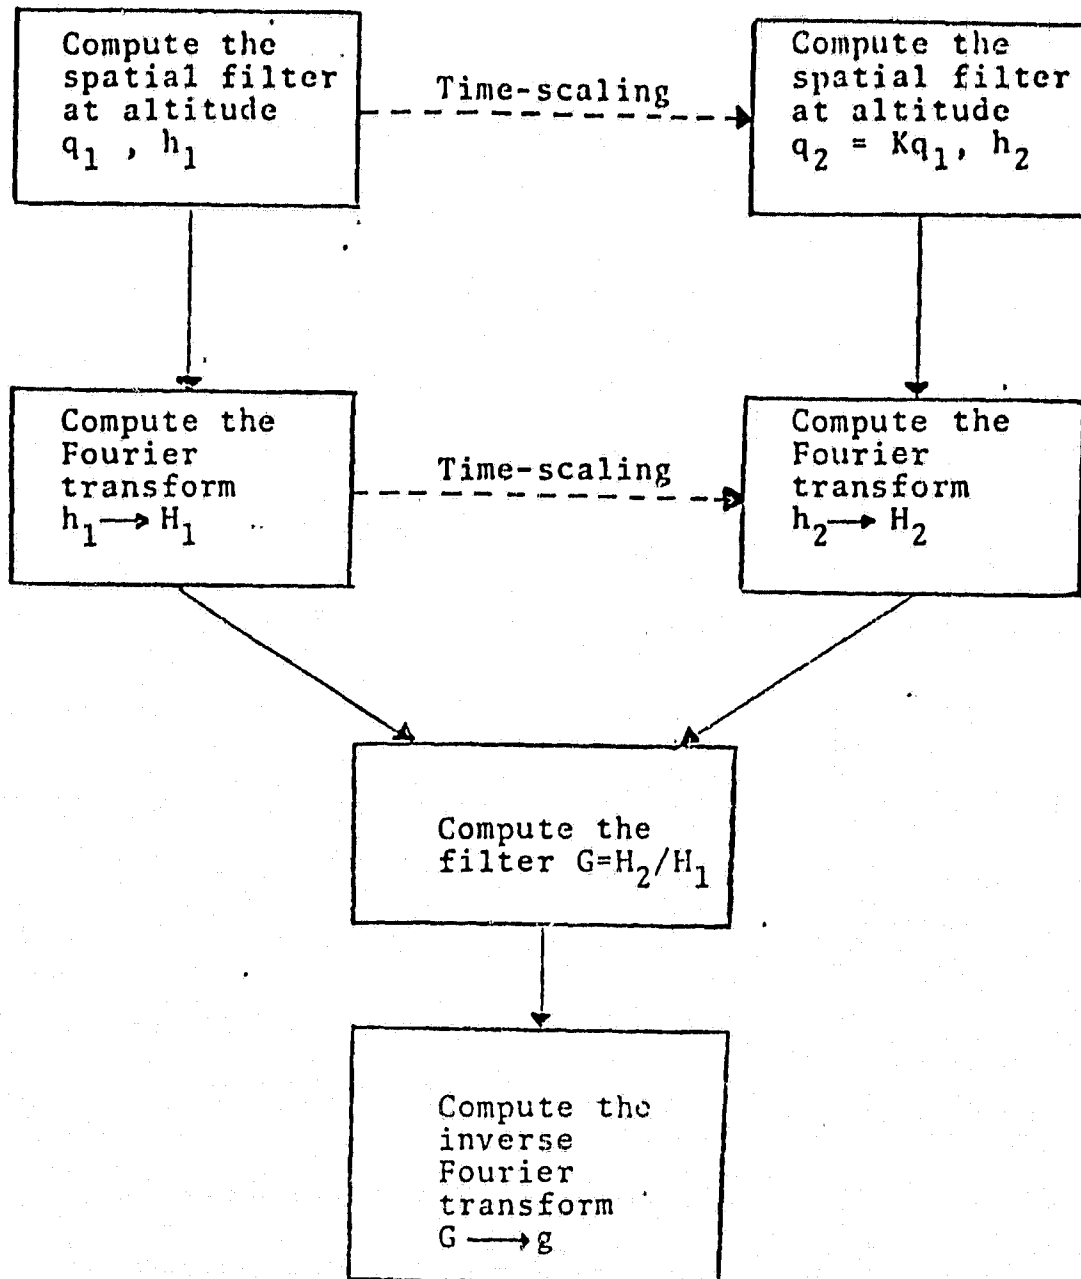 Compute the
spatial filter
at altitude
q₁ , h₁
Time-scaling
Compute the
spatial filter
at altitude
q₂ = Kq₁, h₂
Compute the
Fourier
transform
h₁ → H₁
Time-scaling
Compute the
Fourier
transform
h₂ → H₂
Compute the
filter G=H₂/H₁
Compute the
inverse
Fourier
transform
G → g